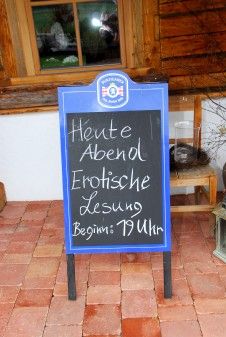 Heute
Abend
Erotische
Lesung
Beginn: 19 Uhr